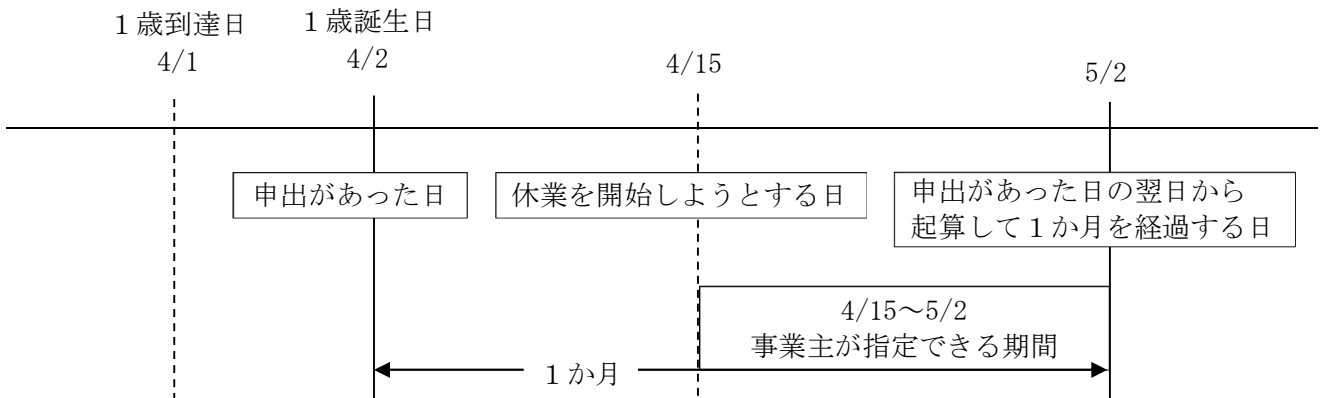 １歳到達日
4/1
１歳誕生日
4/2
4/15
5/2
申出があった日
休業を開始しようとする日
申出があった日の翌日から
起算して１か月を経過する日
4/15～5/2
事業主が指定できる期間
１か月